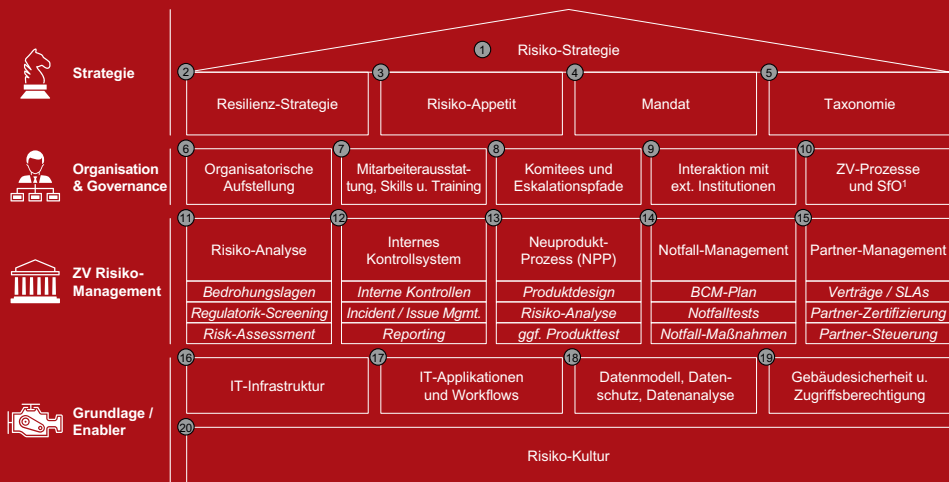 1
Risiko-Strategie
Strategie
2
Resilienz-Strategie
3
Risiko-Appetit
4
Mandat
5
Taxonomie
Organisation
& Governance
6
Organisatorische
Aufstellung
7
Mitarbeiterausstat-
tung, Skills u. Training
8
Komitees und
Eskalationspfade
9
Interaktion mit
ext. Institutionen
10
ZV-Prozesse
und SfO¹
ZV Risiko-
Management
11
Risiko-Analyse
Bedrohungslagen
Regulatorik-Screening
Risk-Assessment
12
Internes
Kontrollsystem
Interne Kontrollen
Incident / Issue Mgmt.
Reporting
13
Neuprodukt-
Prozess (NPP)
Produktdesign
Risiko-Analyse
ggf. Produkttest
14
Notfall-Management
BCM-Plan
Notfalltests
Notfall-Maßnahmen
15
Partner-Management
Verträge / SLAs
Partner-Zertifizierung
Partner-Steuerung
Grundlage /
Enabler
16
IT-Infrastruktur
17
IT-Applikationen
und Workflows
18
Datenmodell, Daten-
schutz, Datenanalyse
19
Gebäudesicherheit u.
Zugriffsberechtigung
20
Risiko-Kultur